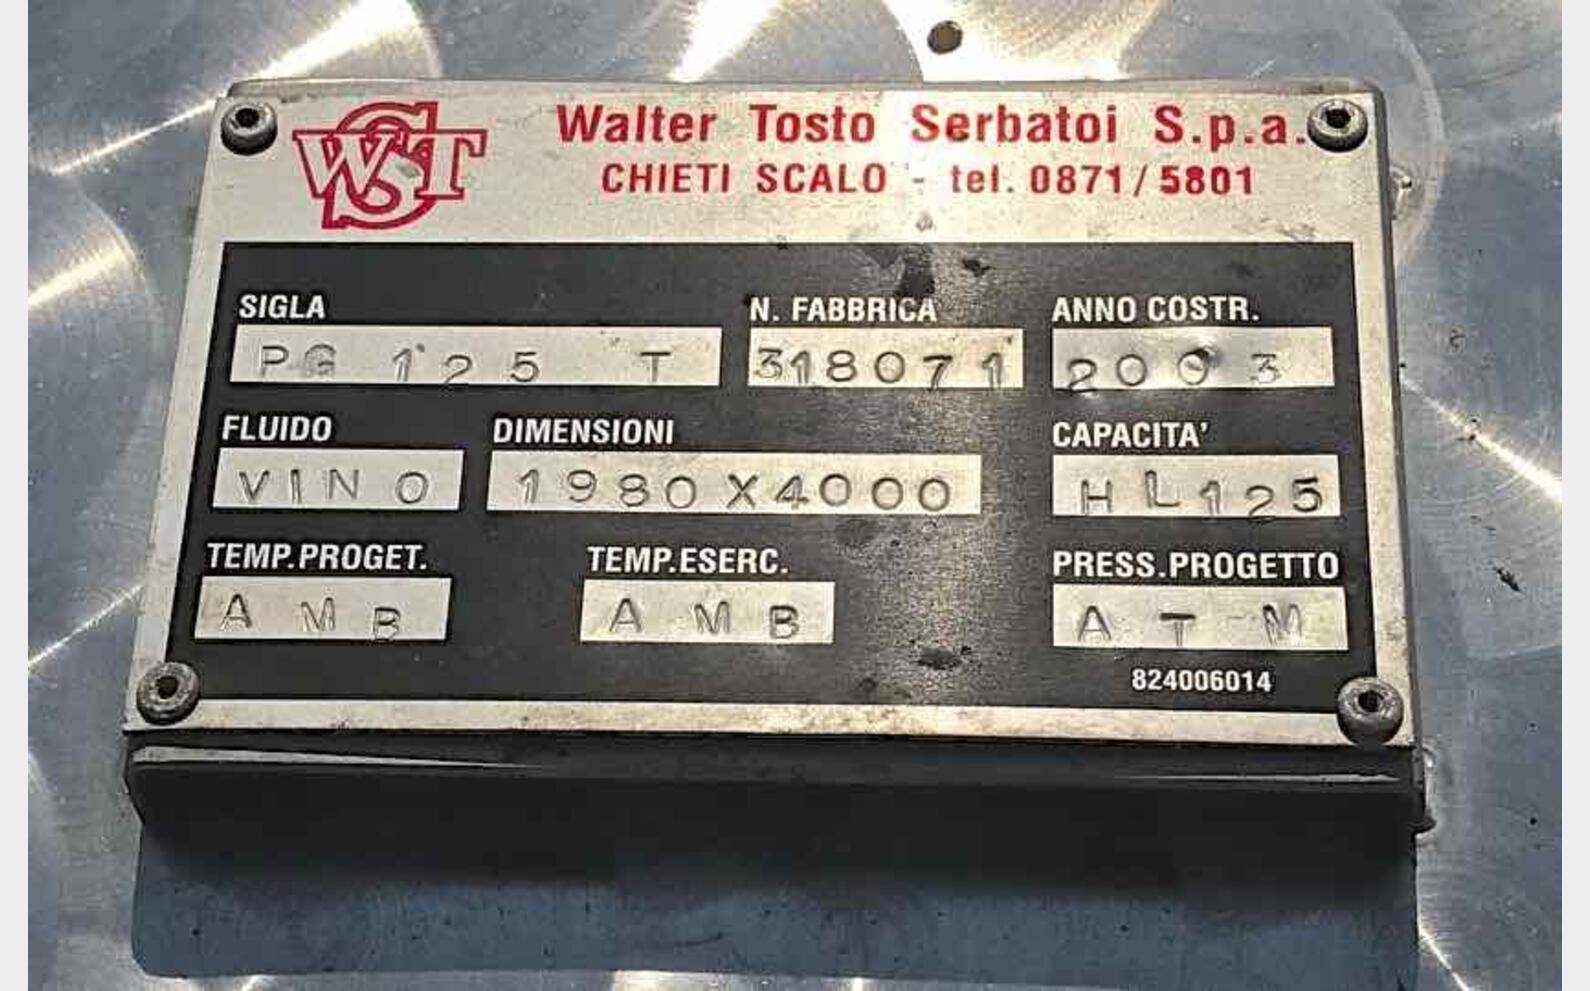 WST
Walter Tosto Serbatoi S.p.a.
CHIETI SCALO - tel. 0871/5801
SIGLA N. FABBRICA ANNO COSTR.
PG 125 T 318071 2003
FLUIDO DIMENSIONI CAPACITA'
VINO 1980X4000 HL125
TEMP.PROGET. TEMP.ESERC. PRESS.PROGETTO
AMB AMB ATM
824006014